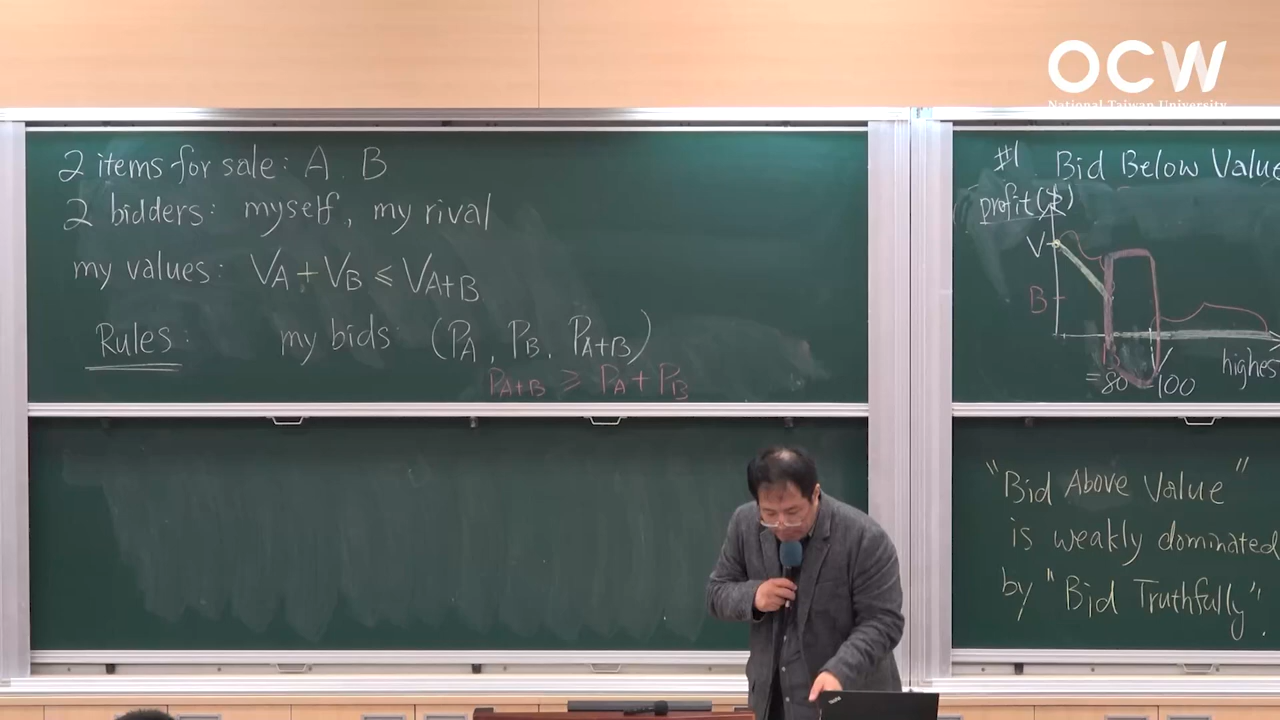 OCW
National Taiwan University
2 items for sale: A. B
2 bidders: myself, my rival
my values: VA + VB ≤ VA+B
Rules: my bids: (PA, PB, PA+B)
PA+B ≥ PA + PB
#1 Bid Below Value
profit($)
V
B
=80 100
highes
"Bid Above Value"
is weakly dominated
by "Bid Truthfully".